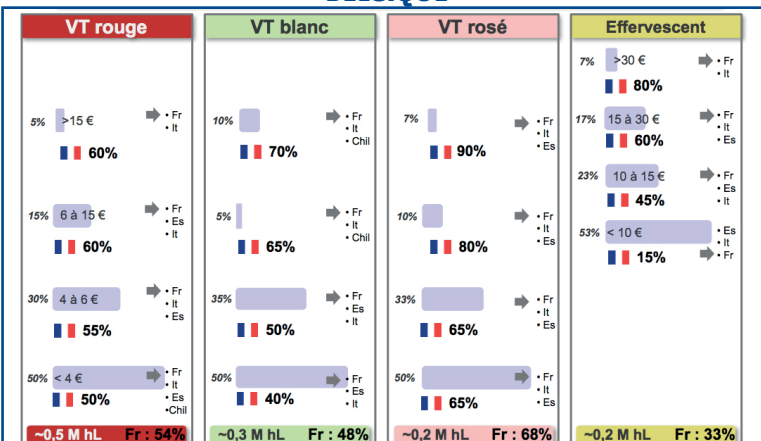 VT rouge
5% >15 €
• Fr
• It
60%
15% 6 à 15 €
• Fr
• Es
• It
60%
30% 4 à 6 €
• Fr
• It
• Es
55%
50% < 4 €
• Fr
• It
• Es
•Chil
50%
~0,5 M hL Fr : 54%
VT blanc
10%
• Fr
• It
• Chil
70%
5%
• Fr
• It
• Chil
65%
35%
• Fr
• Es
• It
50%
50%
• Fr
• Es
• It
40%
~0,3 M hL Fr : 48%
VT rosé
7%
• Fr
• It
• Es
90%
10%
• Fr
• It
• Es
80%
33%
• Fr
• It
• Es
65%
50%
• Fr
• It
• Es
65%
~0,2 M hL Fr : 68%
Effervescent
7% >30 €
• Fr
• It
80%
17% 15 à 30 €
• Fr
• It
• Es
60%
23% 10 à 15 €
• Fr
• Es
• It
45%
53% < 10 €
• Es
• It
• Fr
15%
~0,2 M hL Fr : 33%